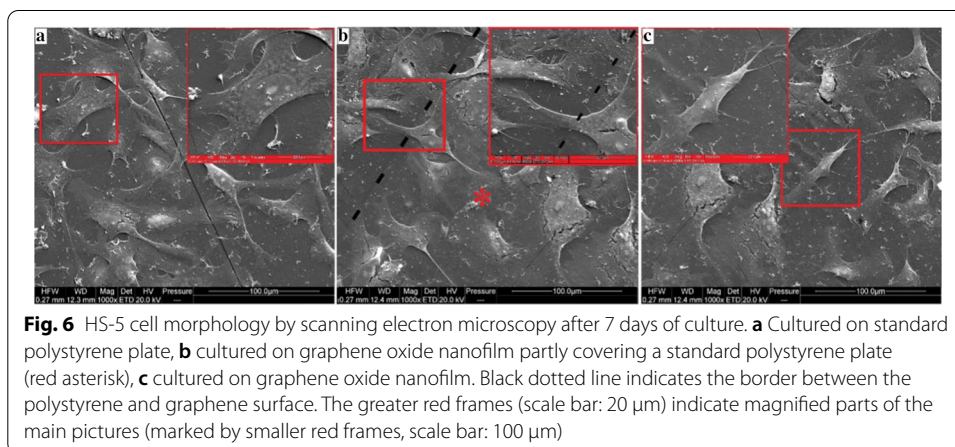 a
b
c
*
HFW WD Mag Det HV Pressure
0.27 mm 12.3 mm 1000x ETD 20.0 kV --- 100.0µm
HFW WD Mag Det HV Pressure
0.27 mm 12.4 mm 1000x ETD 20.0 kV --- 100.0µm
HFW WD Mag Det HV Pressure
0.27 mm 12.4 mm 1000x ETD 20.0 kV --- 100.0µm
Fig. 6 HS-5 cell morphology by scanning electron microscopy after 7 days of culture. a Cultured on standard
polystyrene plate, b cultured on graphene oxide nanofilm partly covering a standard polystyrene plate
(red asterisk), c cultured on graphene oxide nanofilm. Black dotted line indicates the border between the
polystyrene and graphene surface. The greater red frames (scale bar: 20 µm) indicate magnified parts of the
main pictures (marked by smaller red frames, scale bar: 100 µm)